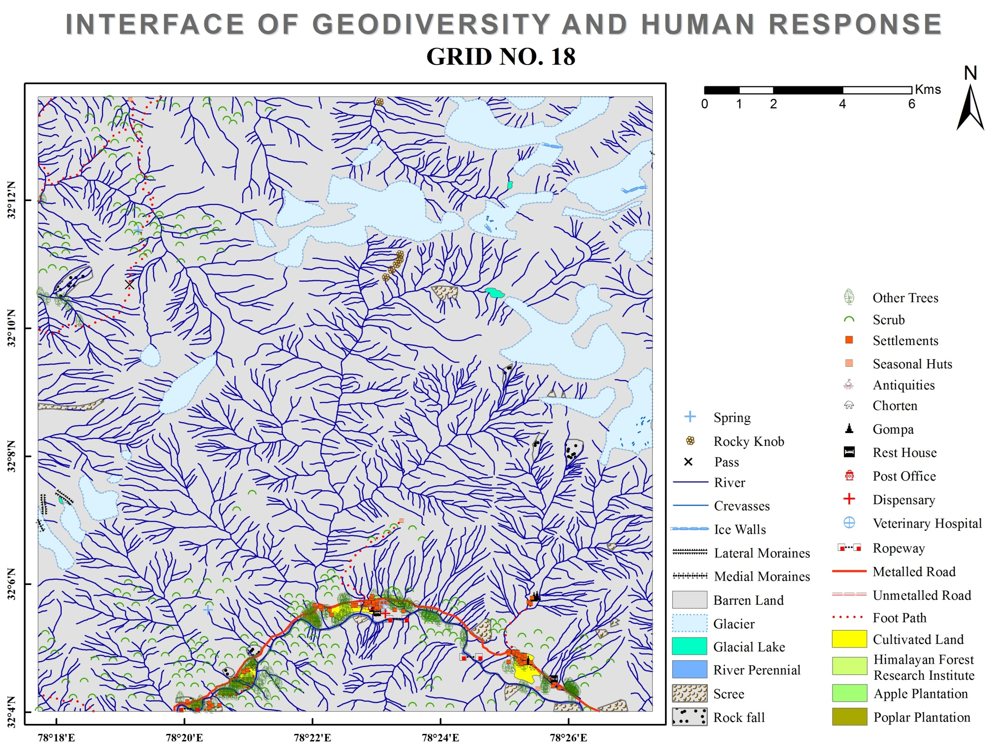 INTERFACE OF GEODIVERSITY AND HUMAN RESPONSE
GRID NO. 18
N
Kms
0 1 2 4 6
32°12'N
32°10'N
32°8'N
32°6'N
32°4'N
78°18'E 78°20'E 78°22'E 78°24'E 78°26'E
Spring
Rocky Knob
Pass
River
Crevasses
Ice Walls
Lateral Moraines
Medial Moraines
Barren Land
Glacier
Glacial Lake
River Perennial
Scree
Rock fall
Other Trees
Scrub
Settlements
Seasonal Huts
Antiquities
Chorten
Gompa
Rest House
Post Office
Dispensary
Veterinary Hospital
Ropeway
Metalled Road
Unmetalled Road
Foot Path
Cultivated Land
Himalayan Forest
Research Institute
Apple Plantation
Poplar Plantation